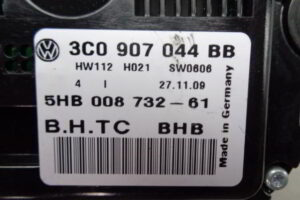 3C0 907 044 BB
HW112 H021 SW0606
4 I 27.11.09
5HB 008 732-61
B.H.TC BHB
Made in Germany